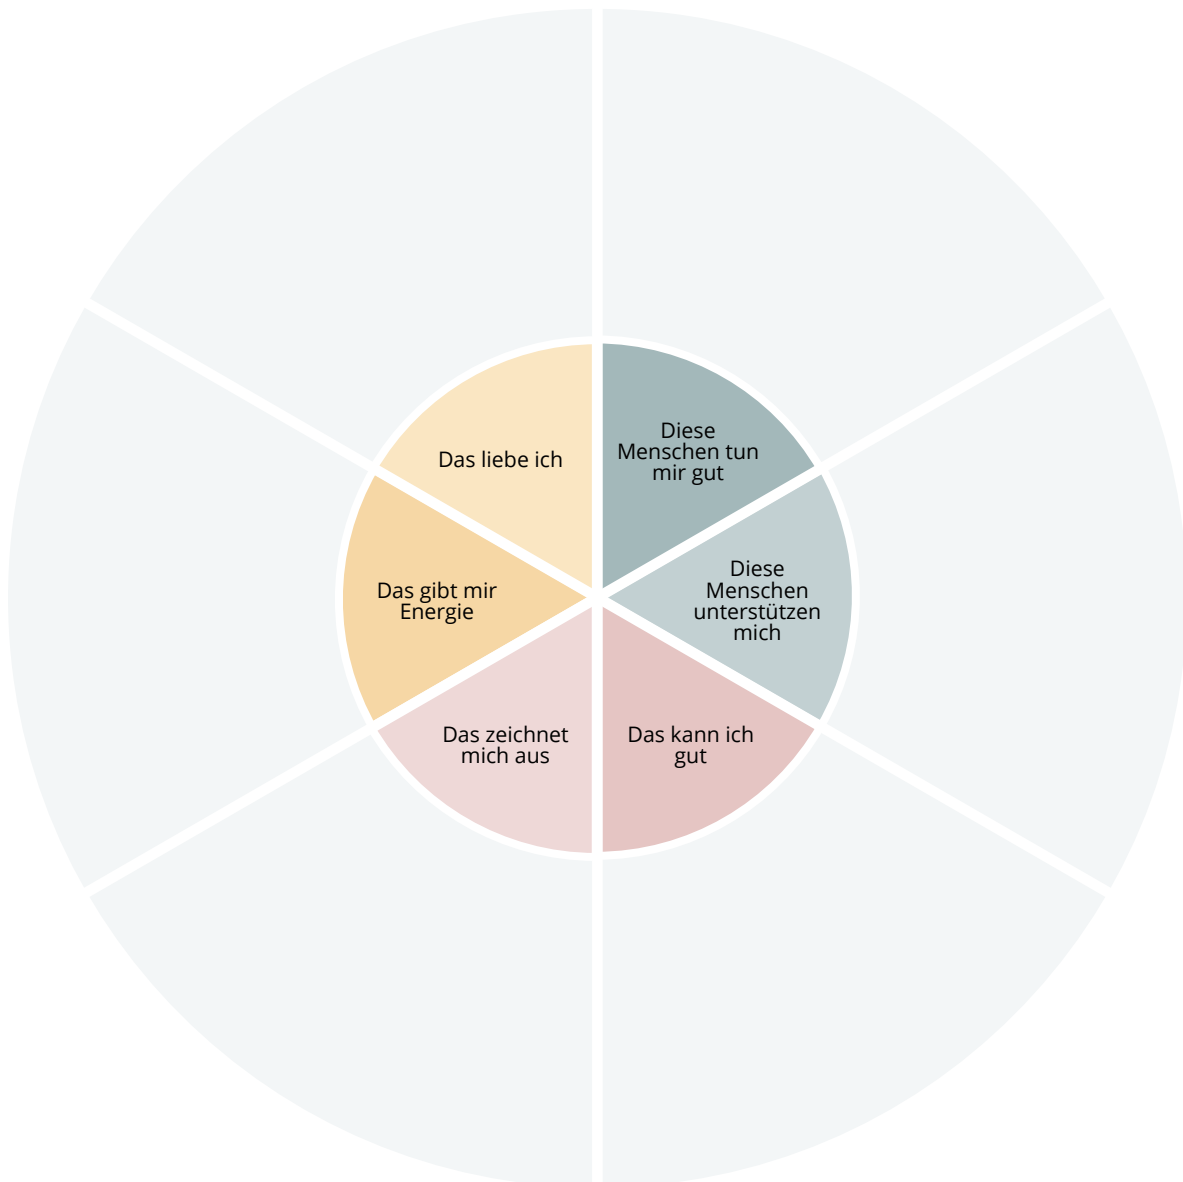 Das liebe ich
Diese
Menschen tun
mir gut
Das gibt mir
Energie
Diese
Menschen
unterstützen
mich
Das zeichnet
mich aus
Das kann ich
gut